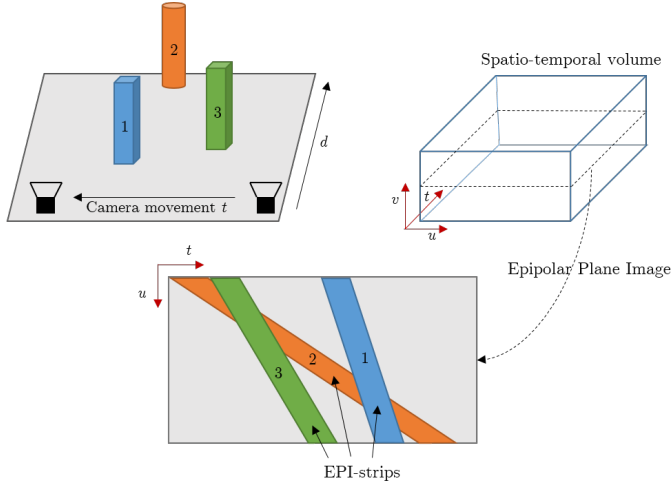 2
Spatio-temporal volume
1
3
d
Camera movement t
v
t
u
t
Epipolar Plane Image
u
2
1
3
EPI-strips